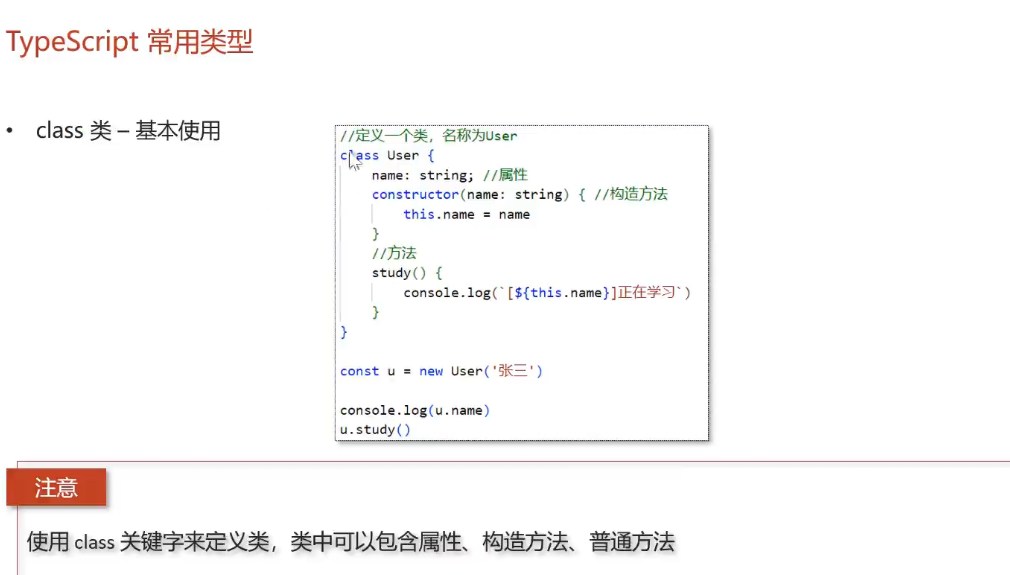 TypeScript 常用类型
• class 类 – 基本使用
//定义一个类，名称为User
class User {
name: string; //属性
constructor(name: string) { //构造方法
this.name = name
}
//方法
study() {
console.log(`[${this.name}]正在学习`)
}
}
const u = new User('张三')
console.log(u.name)
u.study()
注意
使用 class 关键字来定义类，类中可以包含属性、构造方法、普通方法